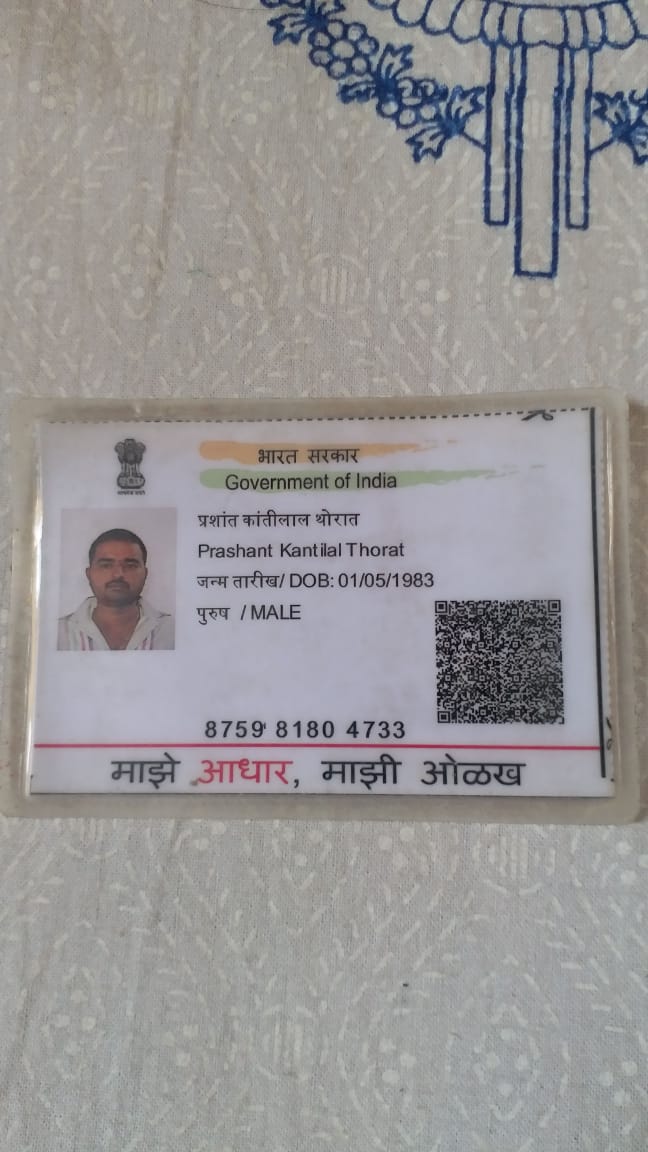 भारत सरकार
Government of India
प्रशांत कांतीलाल थोरात
Prashant Kantilal Thorat
जन्म तारीख/ DOB: 01/05/1983
पुरुष / MALE
8759 8180 4733
माझे आधार, माझी ओळख